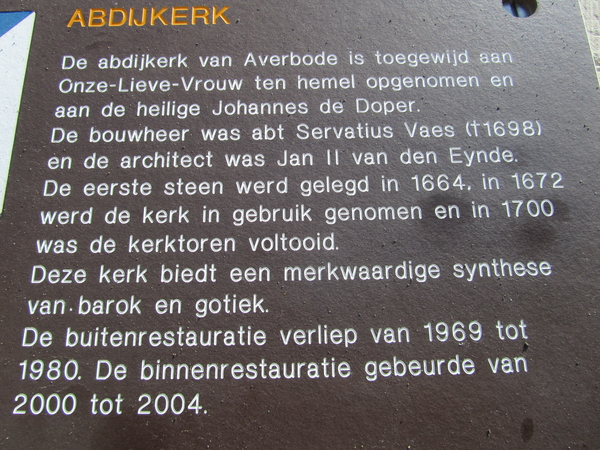 ABDIJKERK
De abdijkerk van Averbode is toegewijd aan
Onze-Lieve-Vrouw ten hemel opgenomen en
aan de heilige Johannes de Doper.
De bouwheer was abt Servatius Vaes (†1698)
en de architect was Jan II van den Eynde.
De eerste steen werd gelegd in 1664, in 1672
werd de kerk in gebruik genomen en in 1700
was de kerktoren voltooid.
Deze kerk biedt een merkwaardige synthese
van barok en gotiek.
De buitenrestauratie verliep van 1969 tot
1980. De binnenrestauratie gebeurde van
2000 tot 2004.